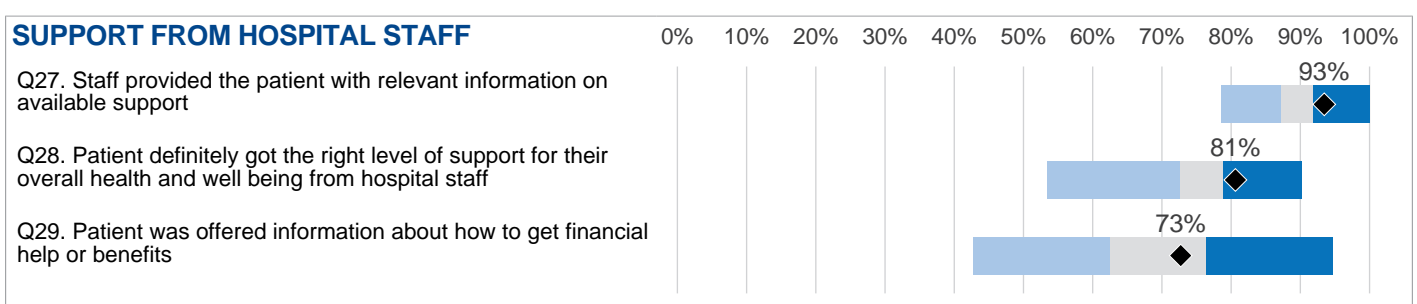 SUPPORT FROM HOSPITAL STAFF 0% 10% 20% 30% 40% 50% 60% 70% 80% 90% 100%
Q27. Staff provided the patient with relevant information on
available support
93%
Q28. Patient definitely got the right level of support for their
overall health and well being from hospital staff
81%
Q29. Patient was offered information about how to get financial
help or benefits
73%